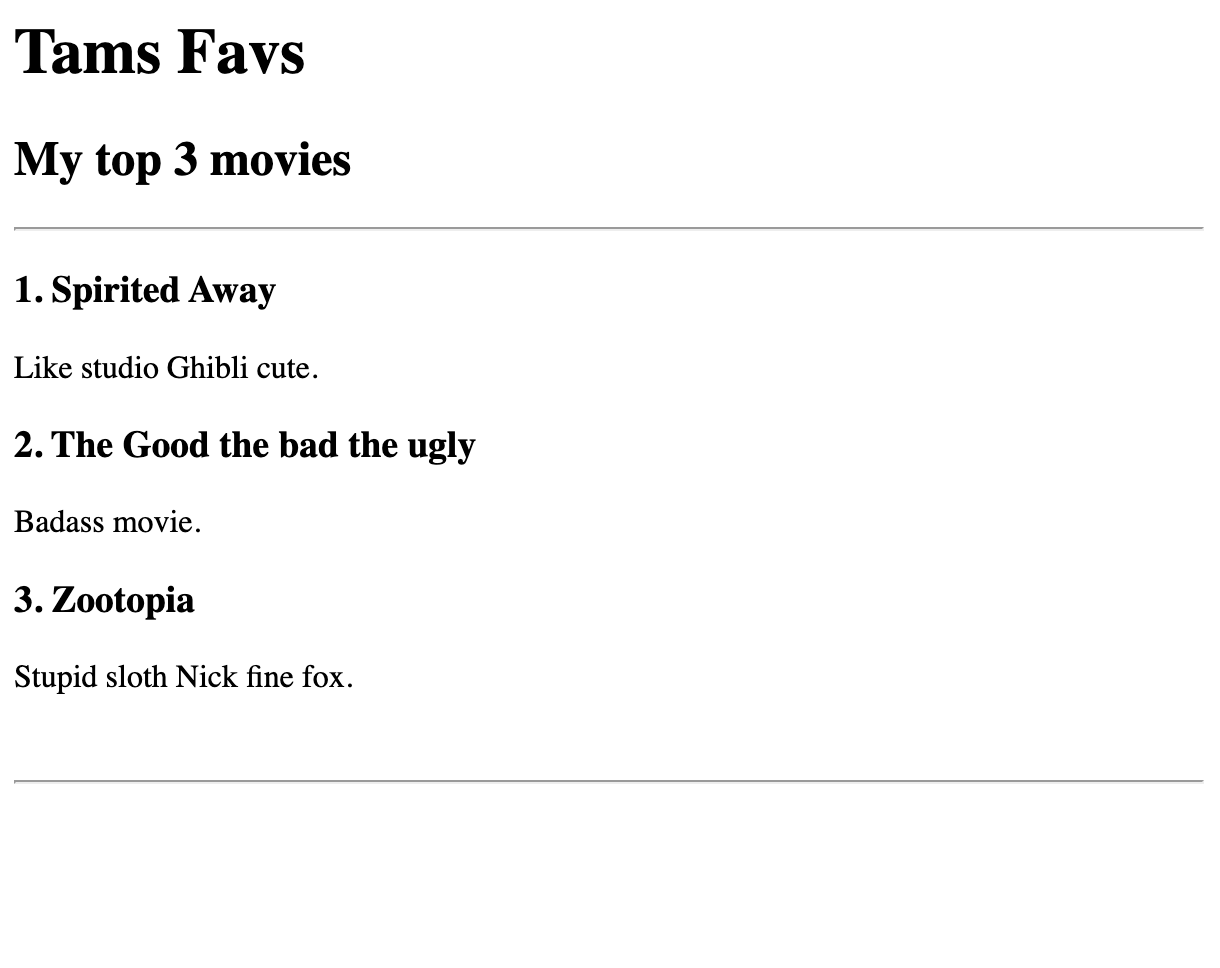 Tams Favs
My top 3 movies
1. Spirited Away
Like studio Ghibli cute.
2. The Good the bad the ugly
Badass movie.
3. Zootopia
Stupid sloth Nick fine fox.